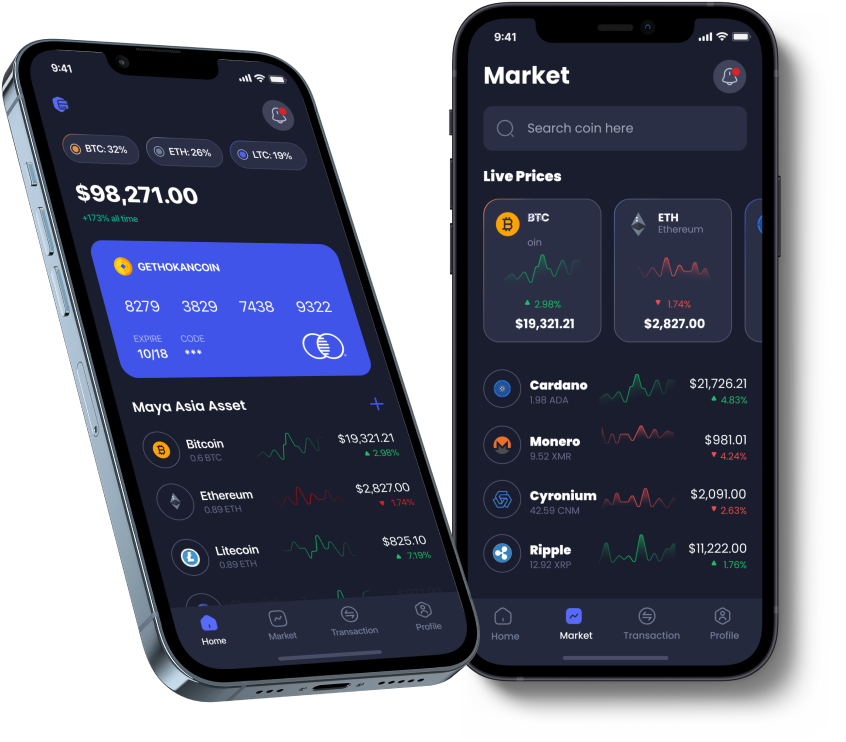 9:41
BTC: 32%
ETH: 26%
LTC: 19%
$98,271.00
+173% all time
GETHOKANCOIN
8279 3829 7438 9322
EXPIRE CODE
10/18 ***
Maya Asia Asset
+
Bitcoin
0.6 BTC
$19,321.21
2.98%
Ethereum
0.89 ETH
$2,827.00
1.74%
Litecoin
0.89 ETH
$825.10
7.19%
Home
Market
Transaction
Profile
9:41
Market
Search coin here
Live Prices
BTC
oin
2.98%
$19,321.21
ETH
Ethereum
1.74%
$2,827.00
Cardano
1.98 ADA
$21,726.21
4.83%
Monero
9.52 XMR
$981.01
4.24%
Cyronium
42.59 CNM
$2,091.00
2.63%
Ripple
12.92 XRP
$11,222.00
1.76%
Home
Market
Transaction
Profile